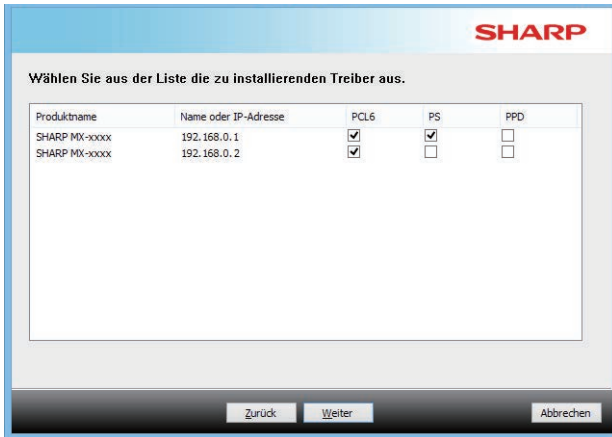 SHARP
Wählen Sie aus der Liste die zu installierenden Treiber aus.
Produktname Name oder IP-Adresse PCL6 PS PPD
SHARP MX-xxxx 192.168.0.1
SHARP MX-xxxx 192.168.0.2
Zurück Weiter Abbrechen